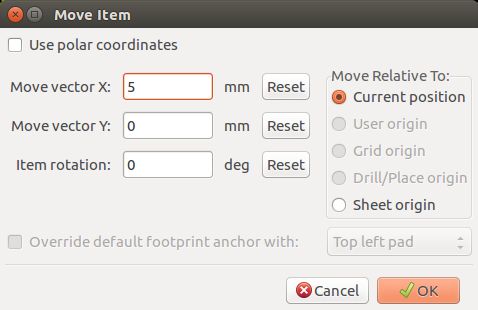 Move Item
Use polar coordinates
Move vector X: 5 mm Reset
Move vector Y: 0 mm Reset
Item rotation: 0 deg Reset
Move Relative To:
Current position
User origin
Grid origin
Drill/Place origin
Sheet origin
Override default footprint anchor with: Top left pad
Cancel OK